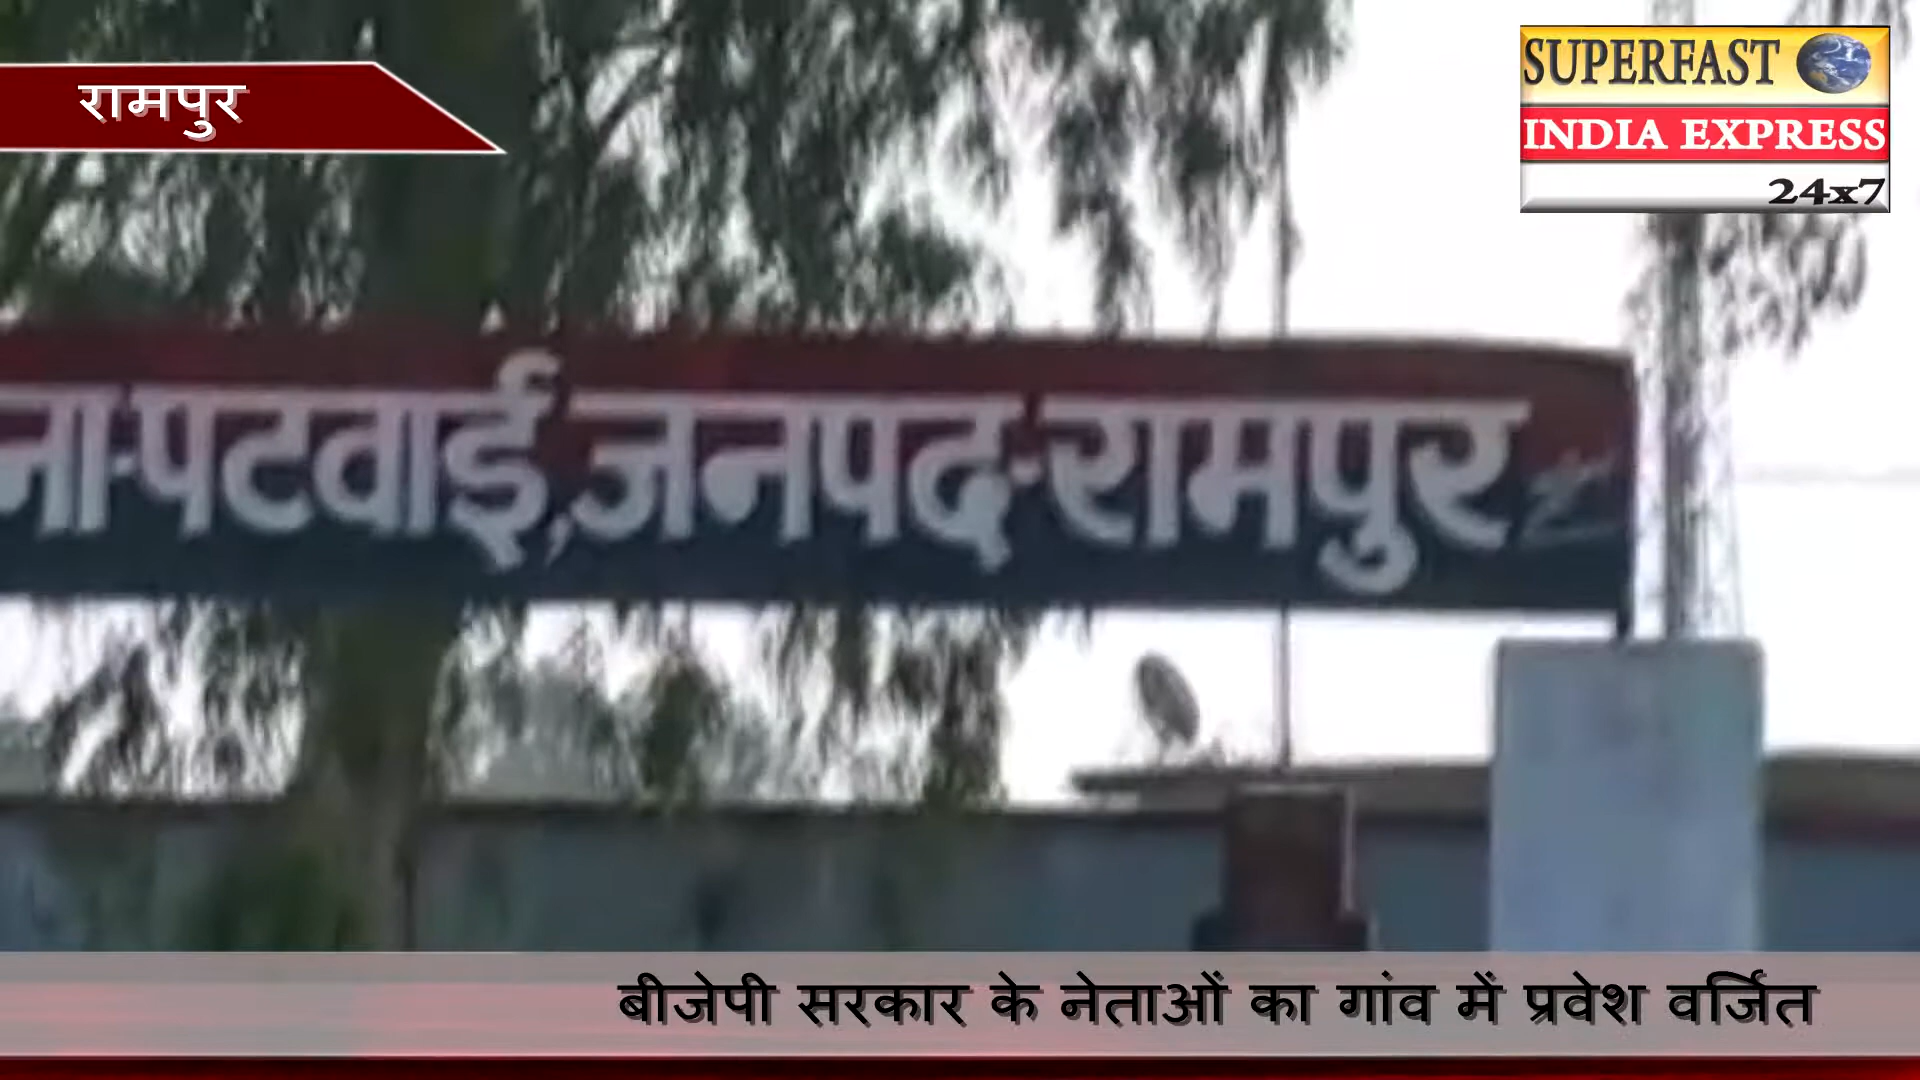 रामपुर
SUPERFAST
INDIA EXPRESS
24x7
ना-पटवाई,जनपद-रामपुर
बीजेपी सरकार के नेताओं का गांव में प्रवेश वर्जित